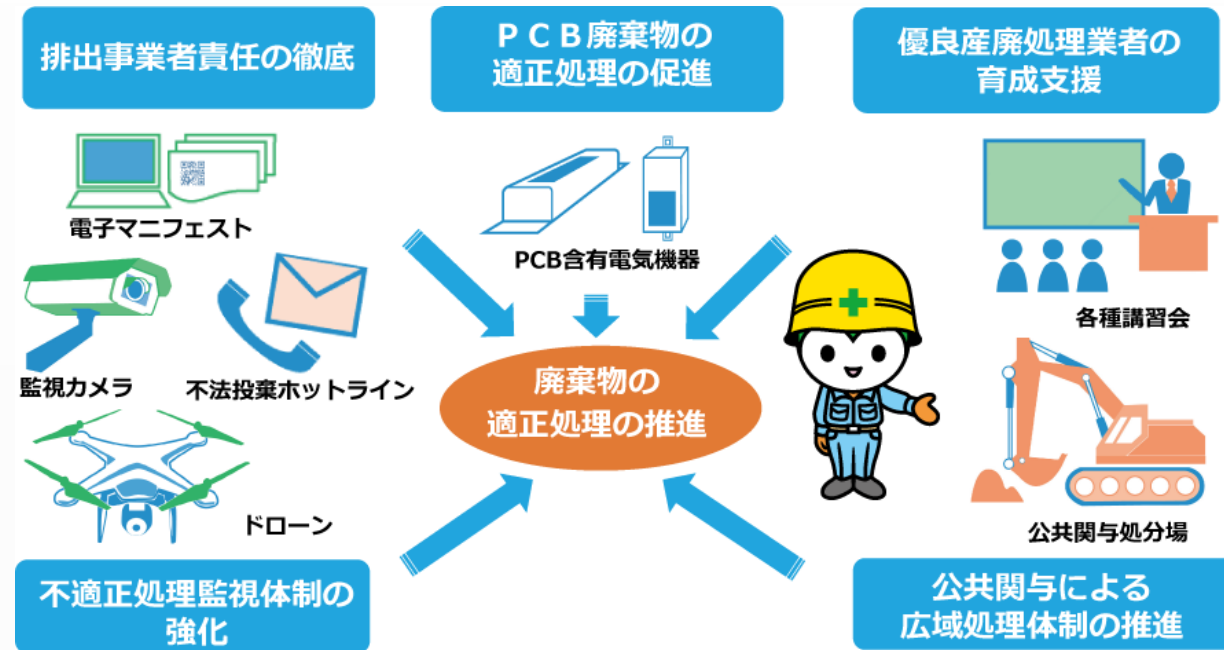 排出事業者責任の徹底
ＰＣＢ廃棄物の
適正処理の促進
優良産廃処理業者の
育成支援
電子マニフェスト
PCB含有電気機器
各種講習会
監視カメラ
不法投棄ホットライン
廃棄物の
適正処理の推進
ドローン
公共関与処分場
不適正処理監視体制の
強化
公共関与による
広域処理体制の推進